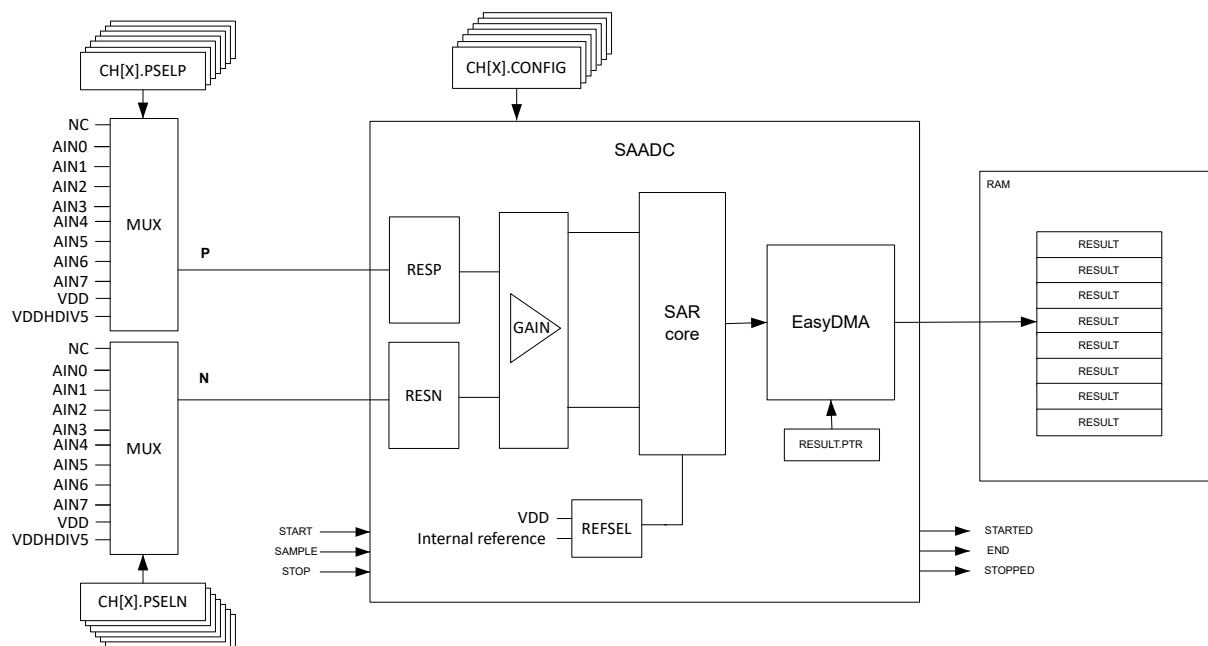 CH[X].PSELP
CH[X].CONFIG
NC
AIN0
AIN1
AIN2
AIN3
AIN4
AIN5
AIN6
AIN7
VDD
VDDHDIV5
MUX
P
NC
AIN0
AIN1
AIN2
AIN3
AIN4
AIN5
AIN6
AIN7
VDD
VDDHDIV5
MUX
N
CH[X].PSELN
SAADC
RESP
RESN
GAIN
SAR
core
EasyDMA
RESULT.PTR
VDD
Internal reference
REFSEL
START
SAMPLE
STOP
STARTED
END
STOPPED
RAM
RESULT
RESULT
RESULT
RESULT
RESULT
RESULT
RESULT
RESULT